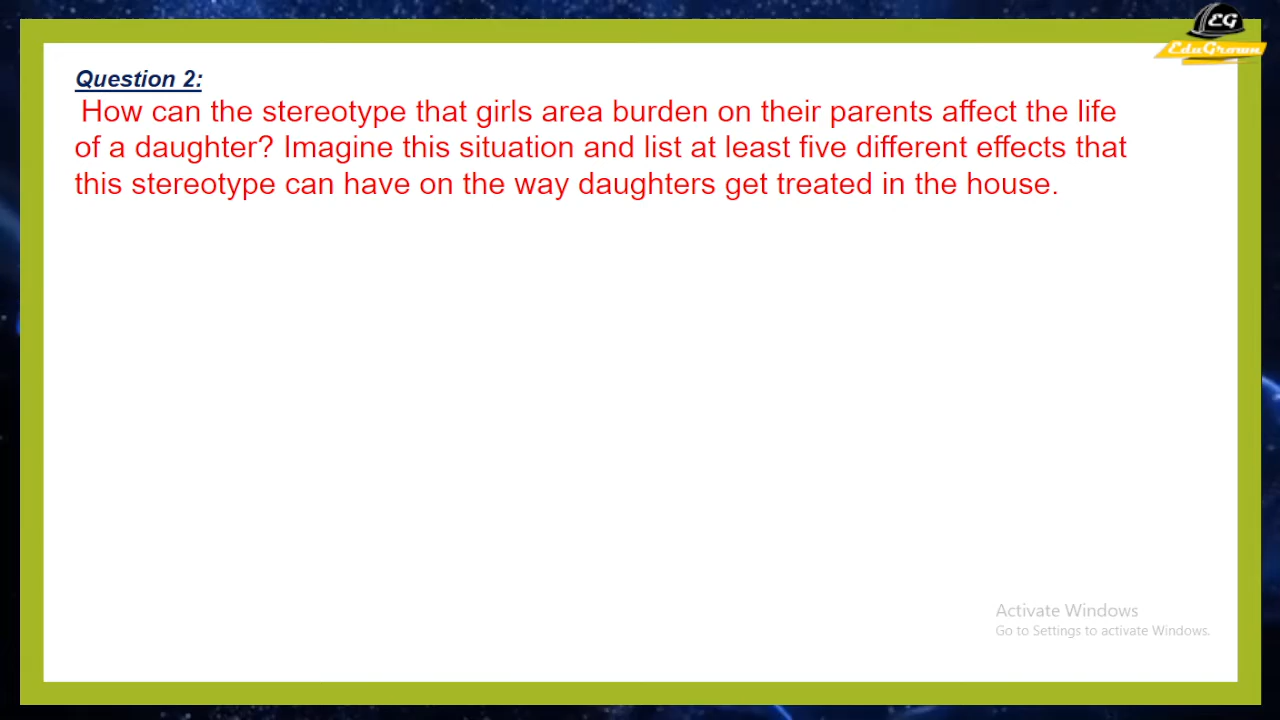 EG
EduGrown
Question 2:
How can the stereotype that girls area burden on their parents affect the life
of a daughter? Imagine this situation and list at least five different effects that
this stereotype can have on the way daughters get treated in the house.
Activate Windows
Go to Settings to activate Windows.